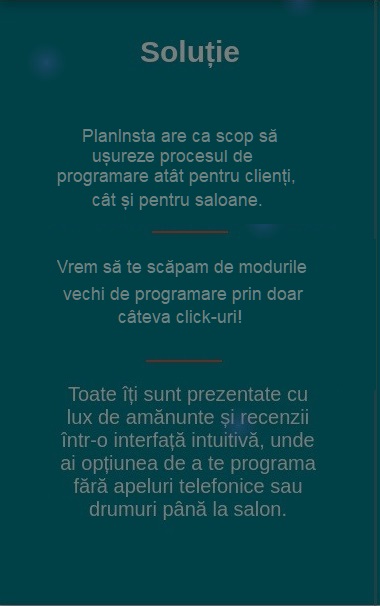 Soluție
PlanInsta are ca scop să
ușureze procesul de
programare atât pentru clienți,
cât și pentru saloane.
Vrem să te scăpam de modurile
vechi de programare prin doar
câteva click-uri!
Toate îți sunt prezentate cu
lux de amănunte și recenzii
într-o interfață intuitivă, unde
ai opțiunea de a te programa
fără apeluri telefonice sau
drumuri până la salon.